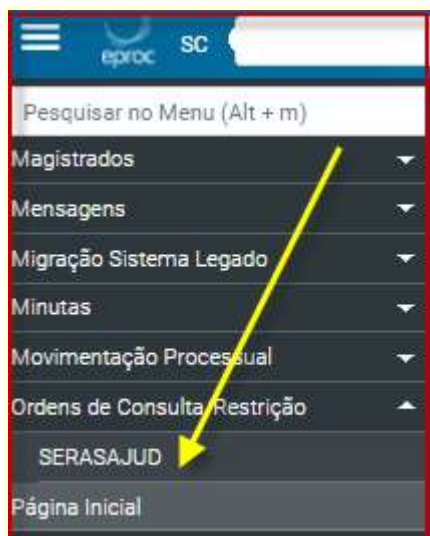 eproc SC
Pesquisar no Menu (Alt + m)
Magistrados
Mensagens
Migração Sistema Legado
Minutas
Movimentação Processual
Ordens de Consulta Restrição
SERASAJUD
Página Inicial